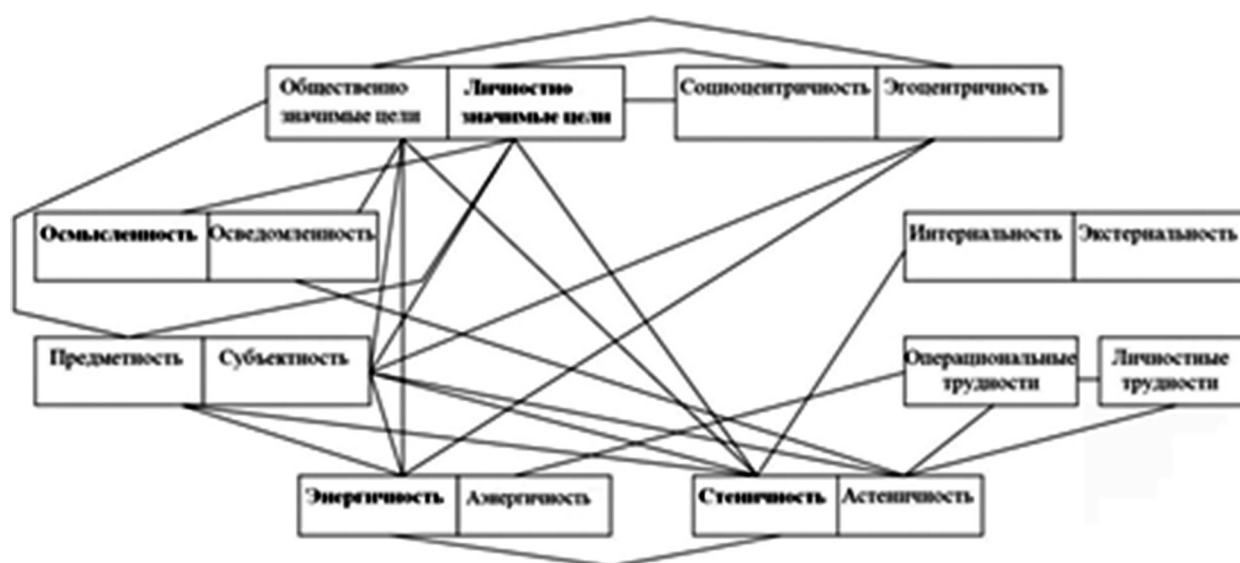 Общественно
значимые цели
Личностно
значимые цели
Социоцентричность
Эгоцентричность
Осмысленность
Осведомленность
Интернальность
Экстернальность
Предметность
Субъектность
Операциональные
трудности
Личностные
трудности
Энергичность
Аэнергичность
Стеничность
Астеничность